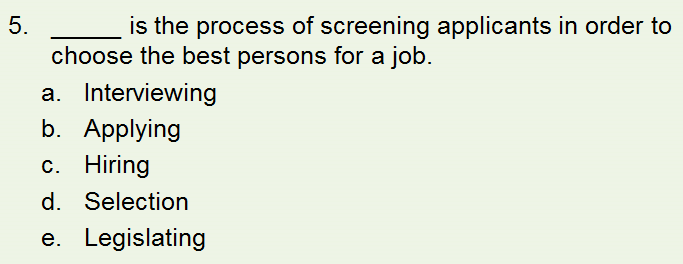 5. _____ is the process of screening applicants in order to
choose the best persons for a job.
a. Interviewing
b. Applying
c. Hiring
d. Selection
e. Legislating